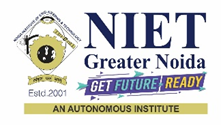 NIET
Greater Noida
GET FUTURE READY
Estd.2001
AN AUTONOMOUS INSTITUTE